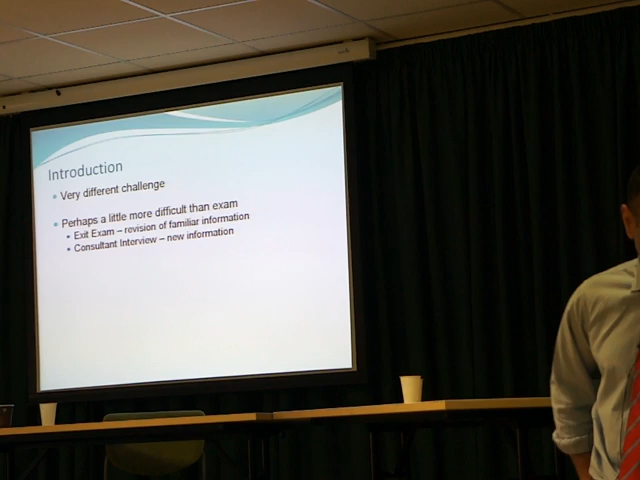 Introduction
Very different challenge
Perhaps a little more difficult than exam
Exit Exam – revision of familiar information
Consultant Interview – new information